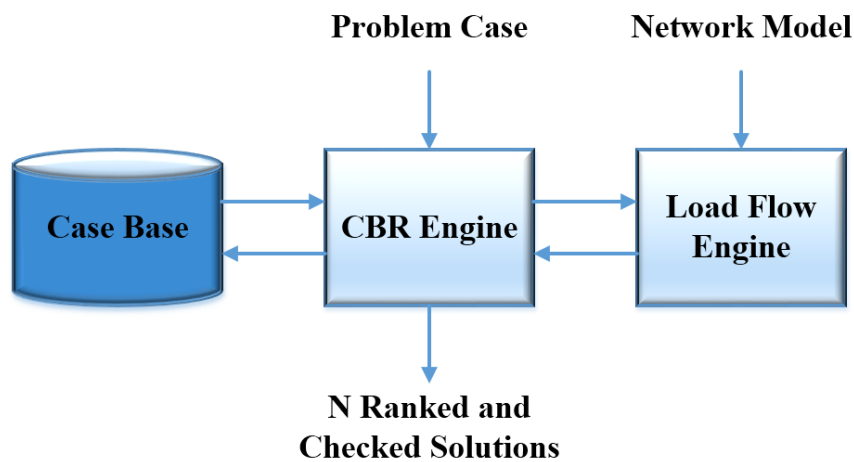 Problem Case
Network Model
Case Base
CBR Engine
Load Flow
Engine
N Ranked and
Checked Solutions